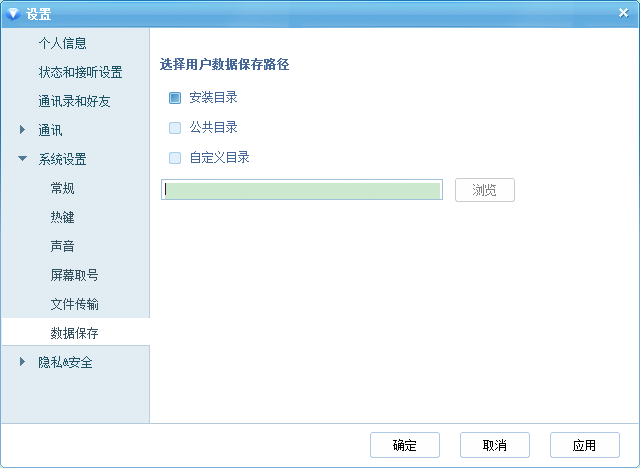 设置
个人信息
状态和接听设置
通讯录和好友
通讯
系统设置
常规
热键
声音
屏幕取号
文件传输
数据保存
隐私&安全
选择用户数据保存路径
安装目录
公共目录
自定义目录
浏览
确定
取消
应用